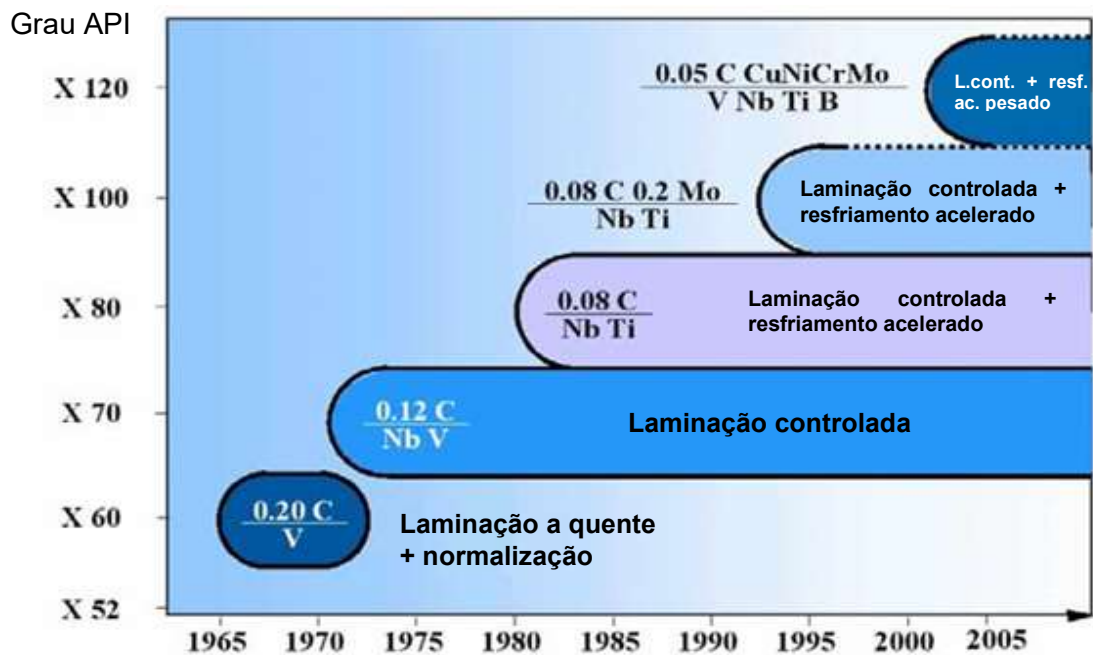 Grau API
X 120
0.05 C CuNiCrMo
V Nb Ti B
L.cont. + resf.
ac. pesado
X 100
0.08 C 0.2 Mo
Nb Ti
Laminação controlada +
resfriamento acelerado
X 80
0.08 C
Nb Ti
Laminação controlada +
resfriamento acelerado
X 70
0.12 C
Nb V
Laminação controlada
X 60
0.20 C
V
Laminação a quente
+ normalização
X 52
1965 1970 1975 1980 1985 1990 1995 2000 2005